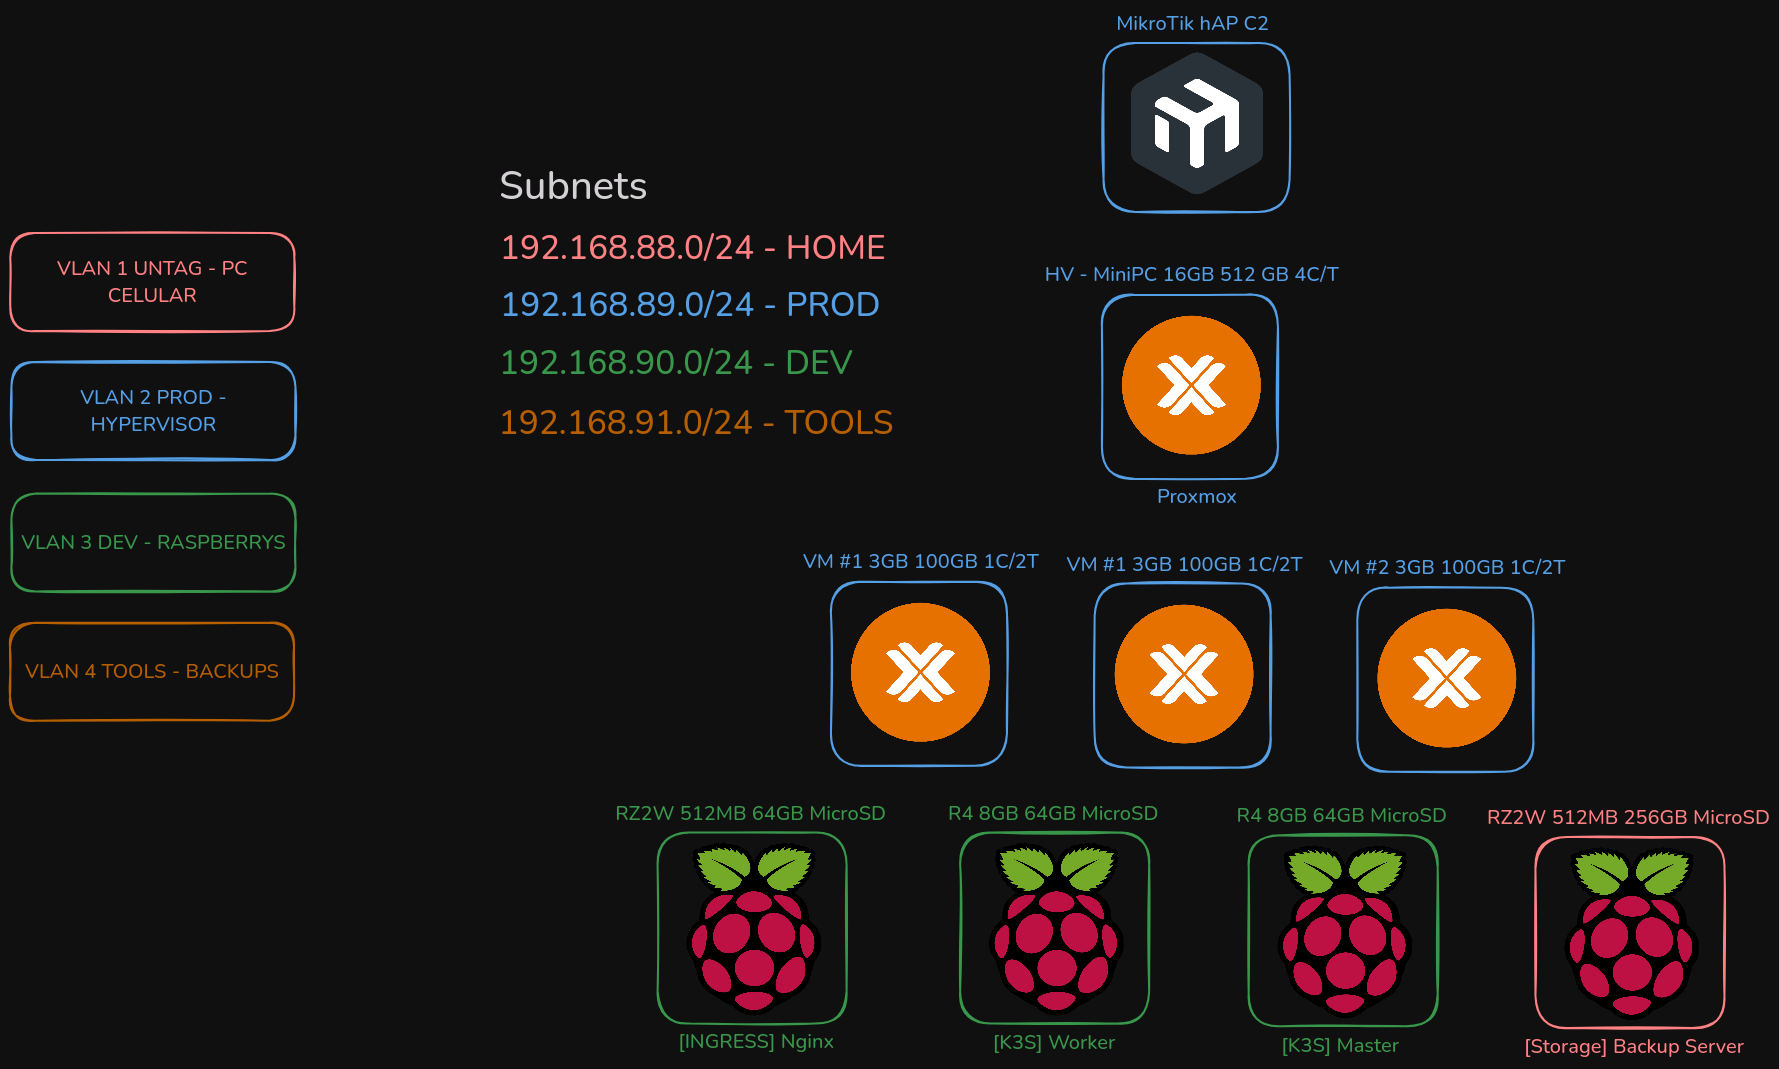 MikroTik hAP C2
Subnets
192.168.88.0/24 - HOME
192.168.89.0/24 - PROD
192.168.90.0/24 - DEV
192.168.91.0/24 - TOOLS
VLAN 1 UNTAG - PC
CELULAR
VLAN 2 PROD -
HYPERVISOR
VLAN 3 DEV - RASPBERRYS
VLAN 4 TOOLS - BACKUPS
HV - MiniPC 16GB 512 GB 4C/T
Proxmox
VM #1 3GB 100GB 1C/2T
VM #1 3GB 100GB 1C/2T
VM #2 3GB 100GB 1C/2T
RZ2W 512MB 64GB MicroSD
R4 8GB 64GB MicroSD
R4 8GB 64GB MicroSD
RZ2W 512MB 256GB MicroSD
[INGRESS] Nginx
[K3S] Worker
[K3S] Master
[Storage] Backup Server